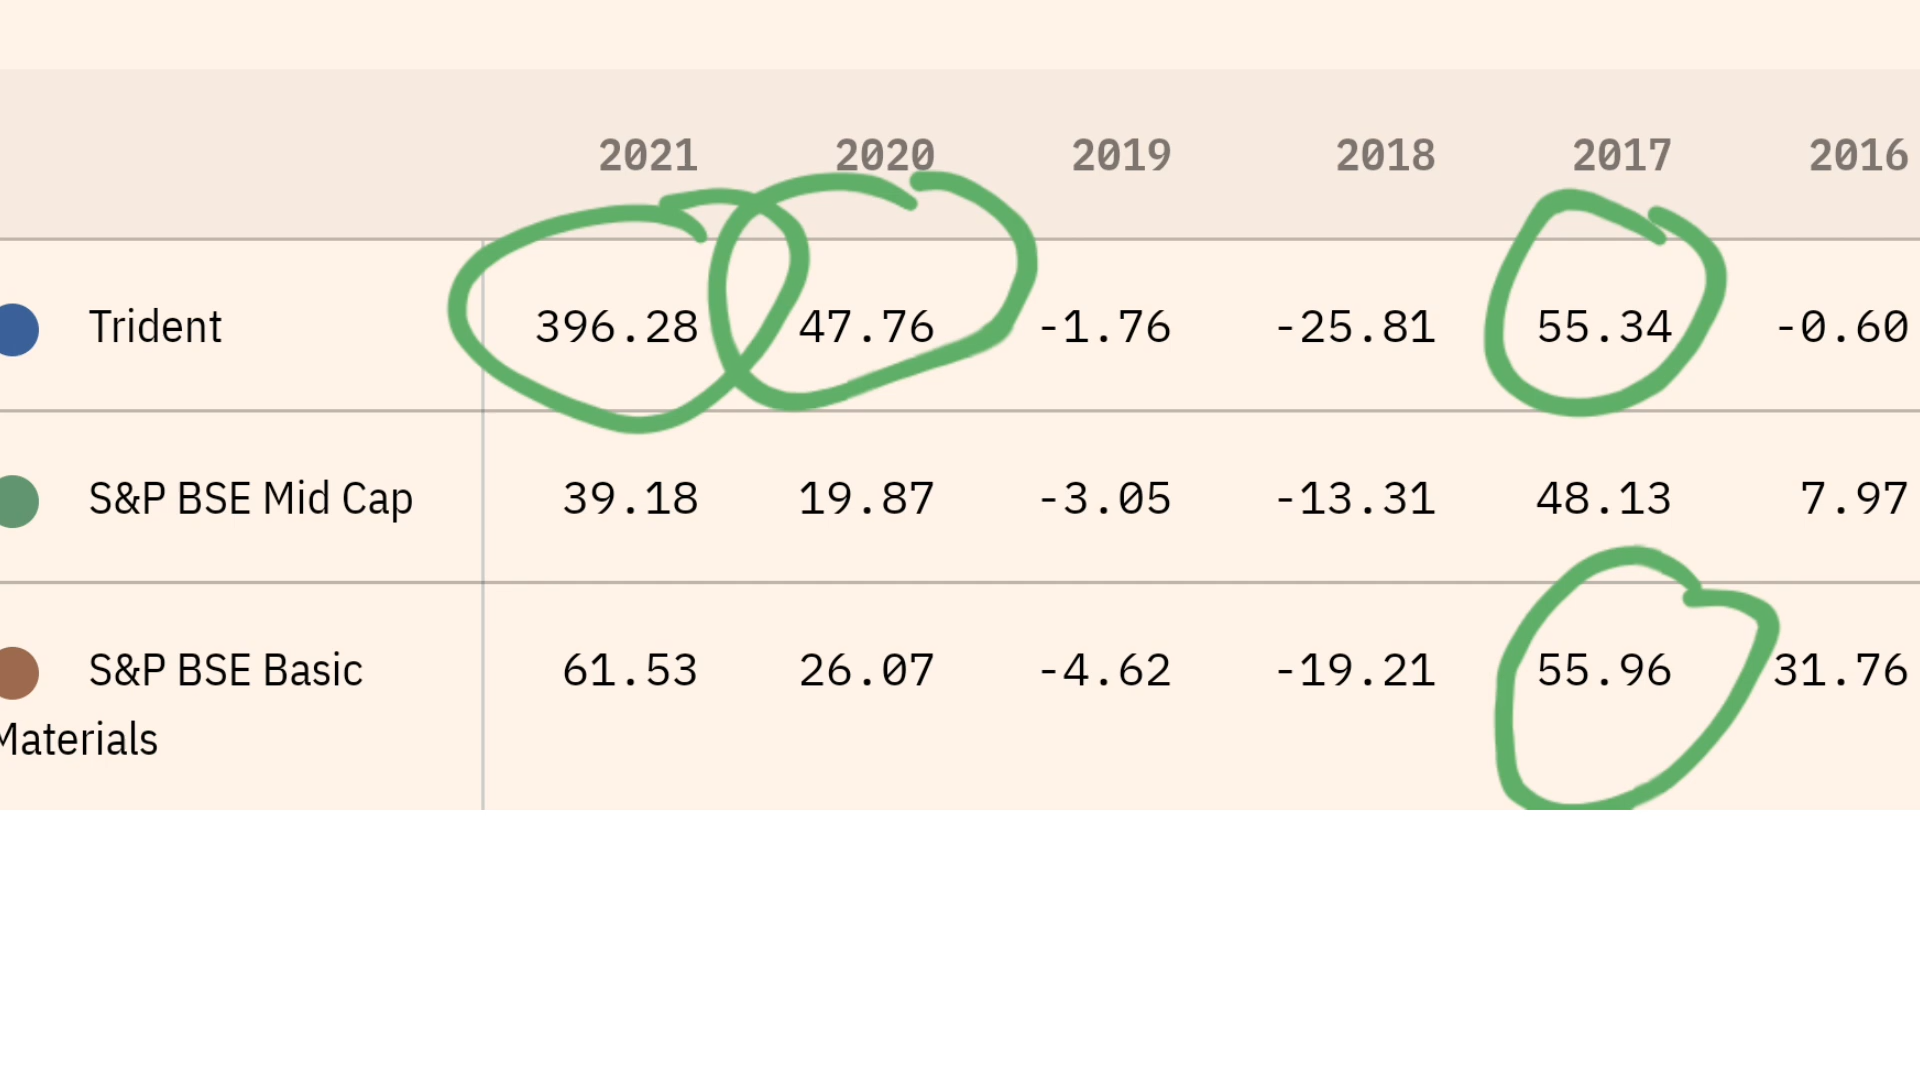 2021 2020 2019 2018 2017 2016
Trident 396.28 47.76 -1.76 -25.81 55.34 -0.60
S&P BSE Mid Cap 39.18 19.87 -3.05 -13.31 48.13 7.97
S&P BSE Basic 61.53 26.07 -4.62 -19.21 55.96 31.76
Materials